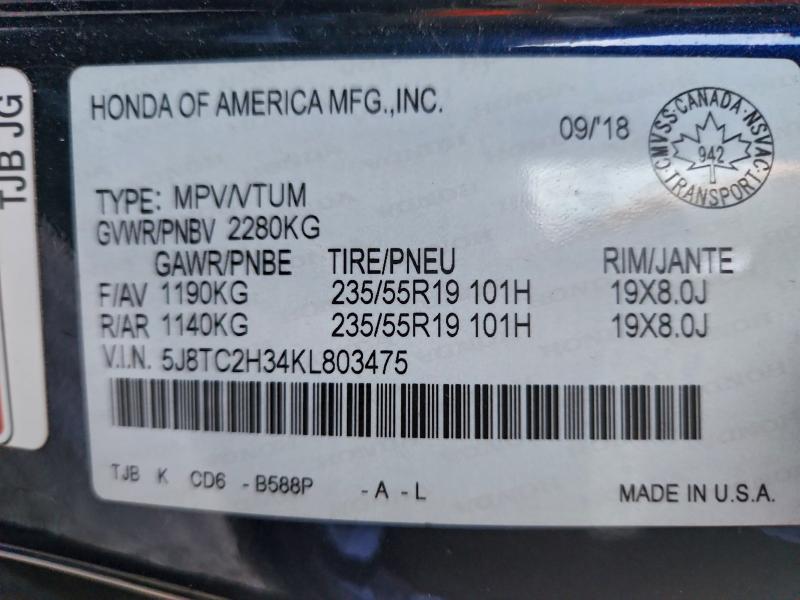 TJB JG
HONDA OF AMERICA MFG.,INC.
09/'18
CMVSS·CANADA·NSVAC
942
TRANSPORT
TYPE: MPV/VTUM
GVWR/PNBV 2280KG
GAWR/PNBE TIRE/PNEU RIM/JANTE
F/AV 1190KG 235/55R19 101H 19X8.0J
R/AR 1140KG 235/55R19 101H 19X8.0J
V.I.N. 5J8TC2H34KL803475
TJB K CD6 -B588P -A -L
MADE IN U.S.A.